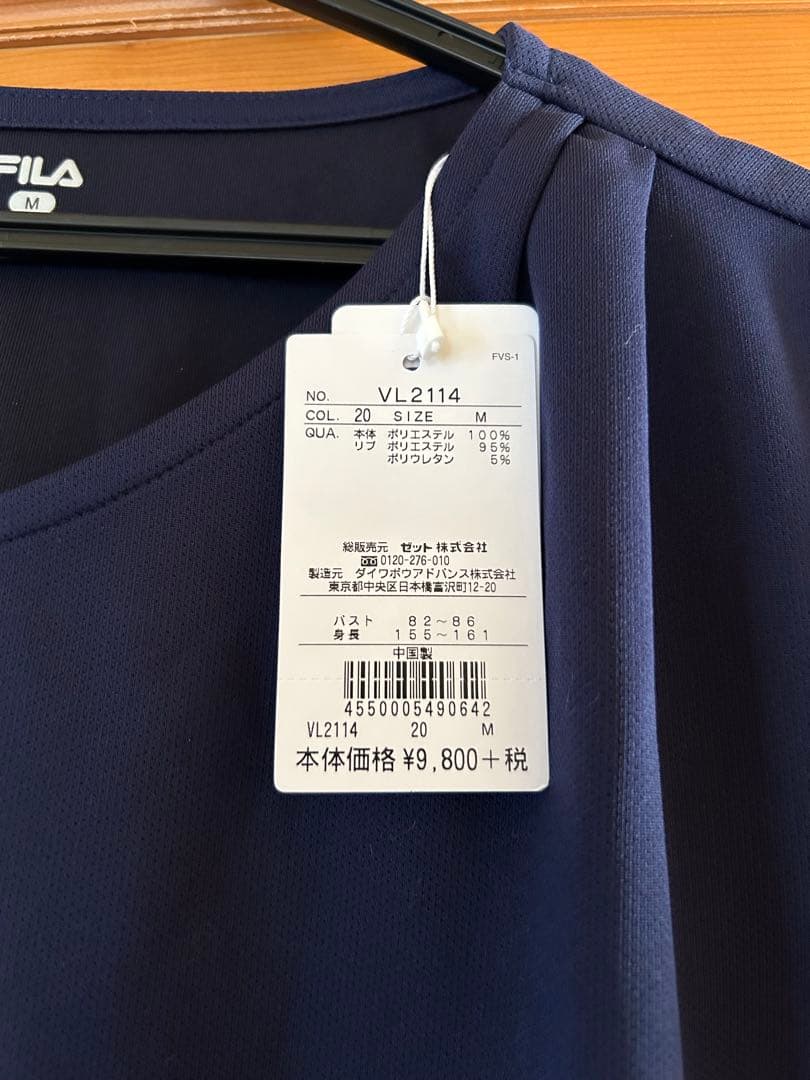 FILA
M
FVS-1
NO. VL2114
COL. 20 SIZE M
QUA. 本体 ポリエステル 100%
リブ ポリエステル 95%
ポリウレタン 5%
総販売元 ゼット株式会社
0120-276-010
製造元 ダイワボウアドバンス株式会社
東京都中央区日本橋富沢町12-20
バスト 82~86
身長 155~161
中国製
4550005490642
VL2114 20 M
本体価格 ¥9,800+税